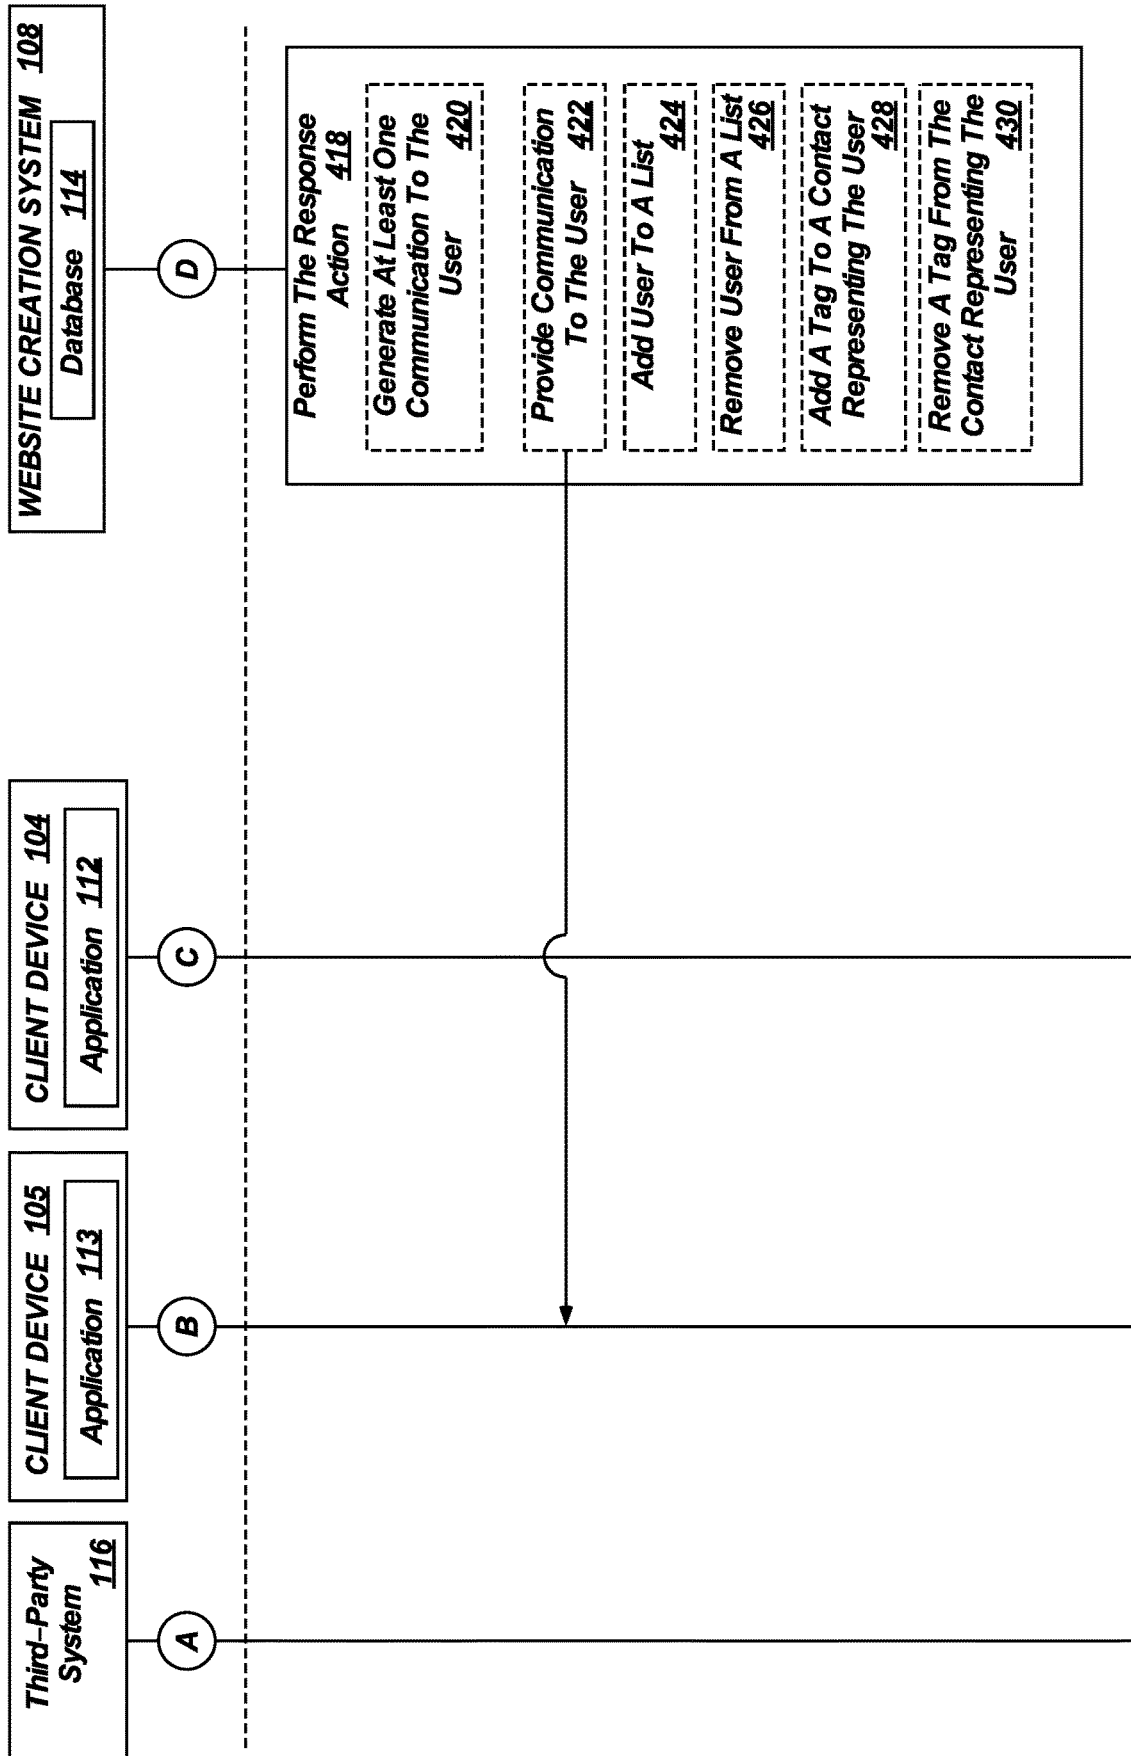 Third–Party
System
116
CLIENT DEVICE 105
Application 113
CLIENT DEVICE 104
Application 112
WEBSITE CREATION SYSTEM 108
Database 114
A
B
C
D
Perform The Response
Action 418
Generate At Least One
Communication To The
User 420
Provide Communication
To The User 422
Add User To A List
424
Remove User From A List
426
Add A Tag To A Contact
Representing The User
428
Remove A Tag From The
Contact Representing The
User 430